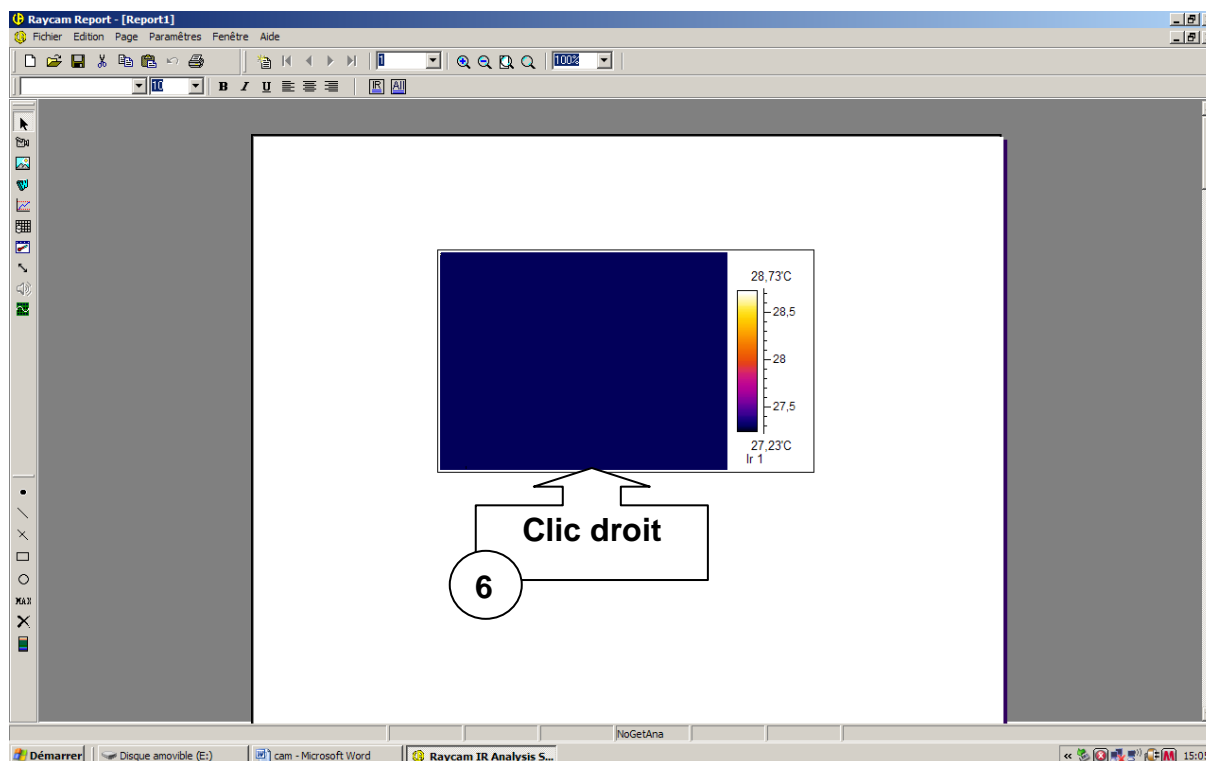 Raycam Report - [Report1]
Fichier Edition Page Paramètres Fenêtre Aide
1 100%
10 B I U IR All
28,73°C
28,5
28
27,5
27,23°C
Ir 1
Clic droit
6
MAX
NoGetAna
Démarrer Disque amovible (E:) cam - Microsoft Word Raycam IR Analysis S... «